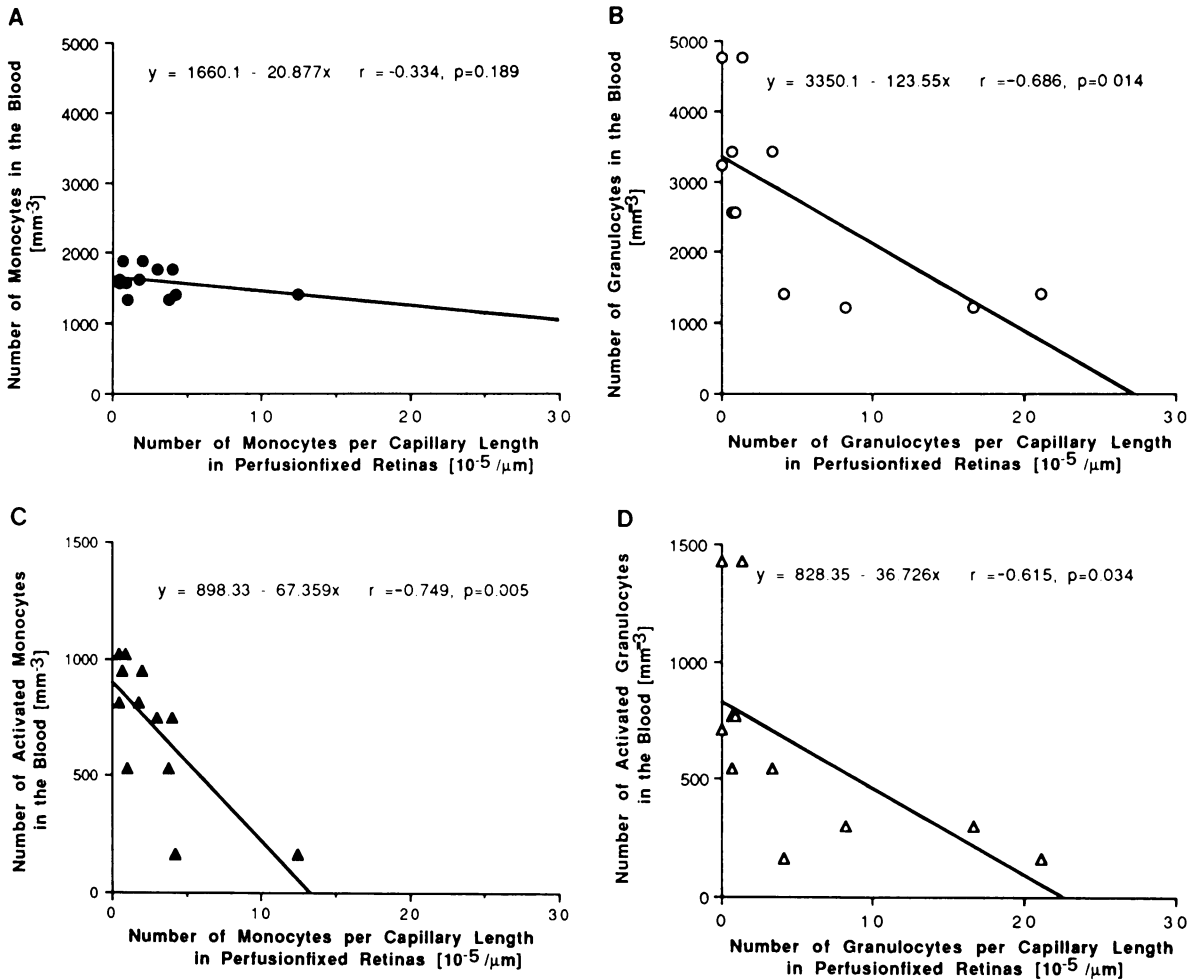 A
Number of Monocytes in the Blood
[mm-3]
5000
4000
3000
2000
1000
0
y = 1660.1 - 20.877x r =-0.334, p=0.189
0 10 20 30
Number of Monocytes per Capillary Length
in Perfusionfixed Retinas [10-5 /µm]
B
Number of Granulocytes in the Blood
[mm-3]
5000
4000
3000
2000
1000
0
y = 3350.1 - 123.55x r =-0.686, p=0 014
0 10 20 30
Number of Granulocytes per Capillary Length
in Perfusionfixed Retinas [10-5 /µm]
C
Number of Activated Monocytes
in the Blood [mm-3]
1500
1000
500
0
y = 898.33 - 67.359x r =-0.749, p=0.005
0 10 20 30
Number of Monocytes per Capillary Length
in Perfusionfixed Retinas [10-5 /µm]
D
Number of Activated Granulocytes
in the Blood [mm-3]
1500
1000
500
0
y = 828.35 - 36.726x r =-0.615, p=0.034
0 10 20 30
Number of Granulocytes per Capillary Length
in Perfusionfixed Retinas [10-5 /µm]